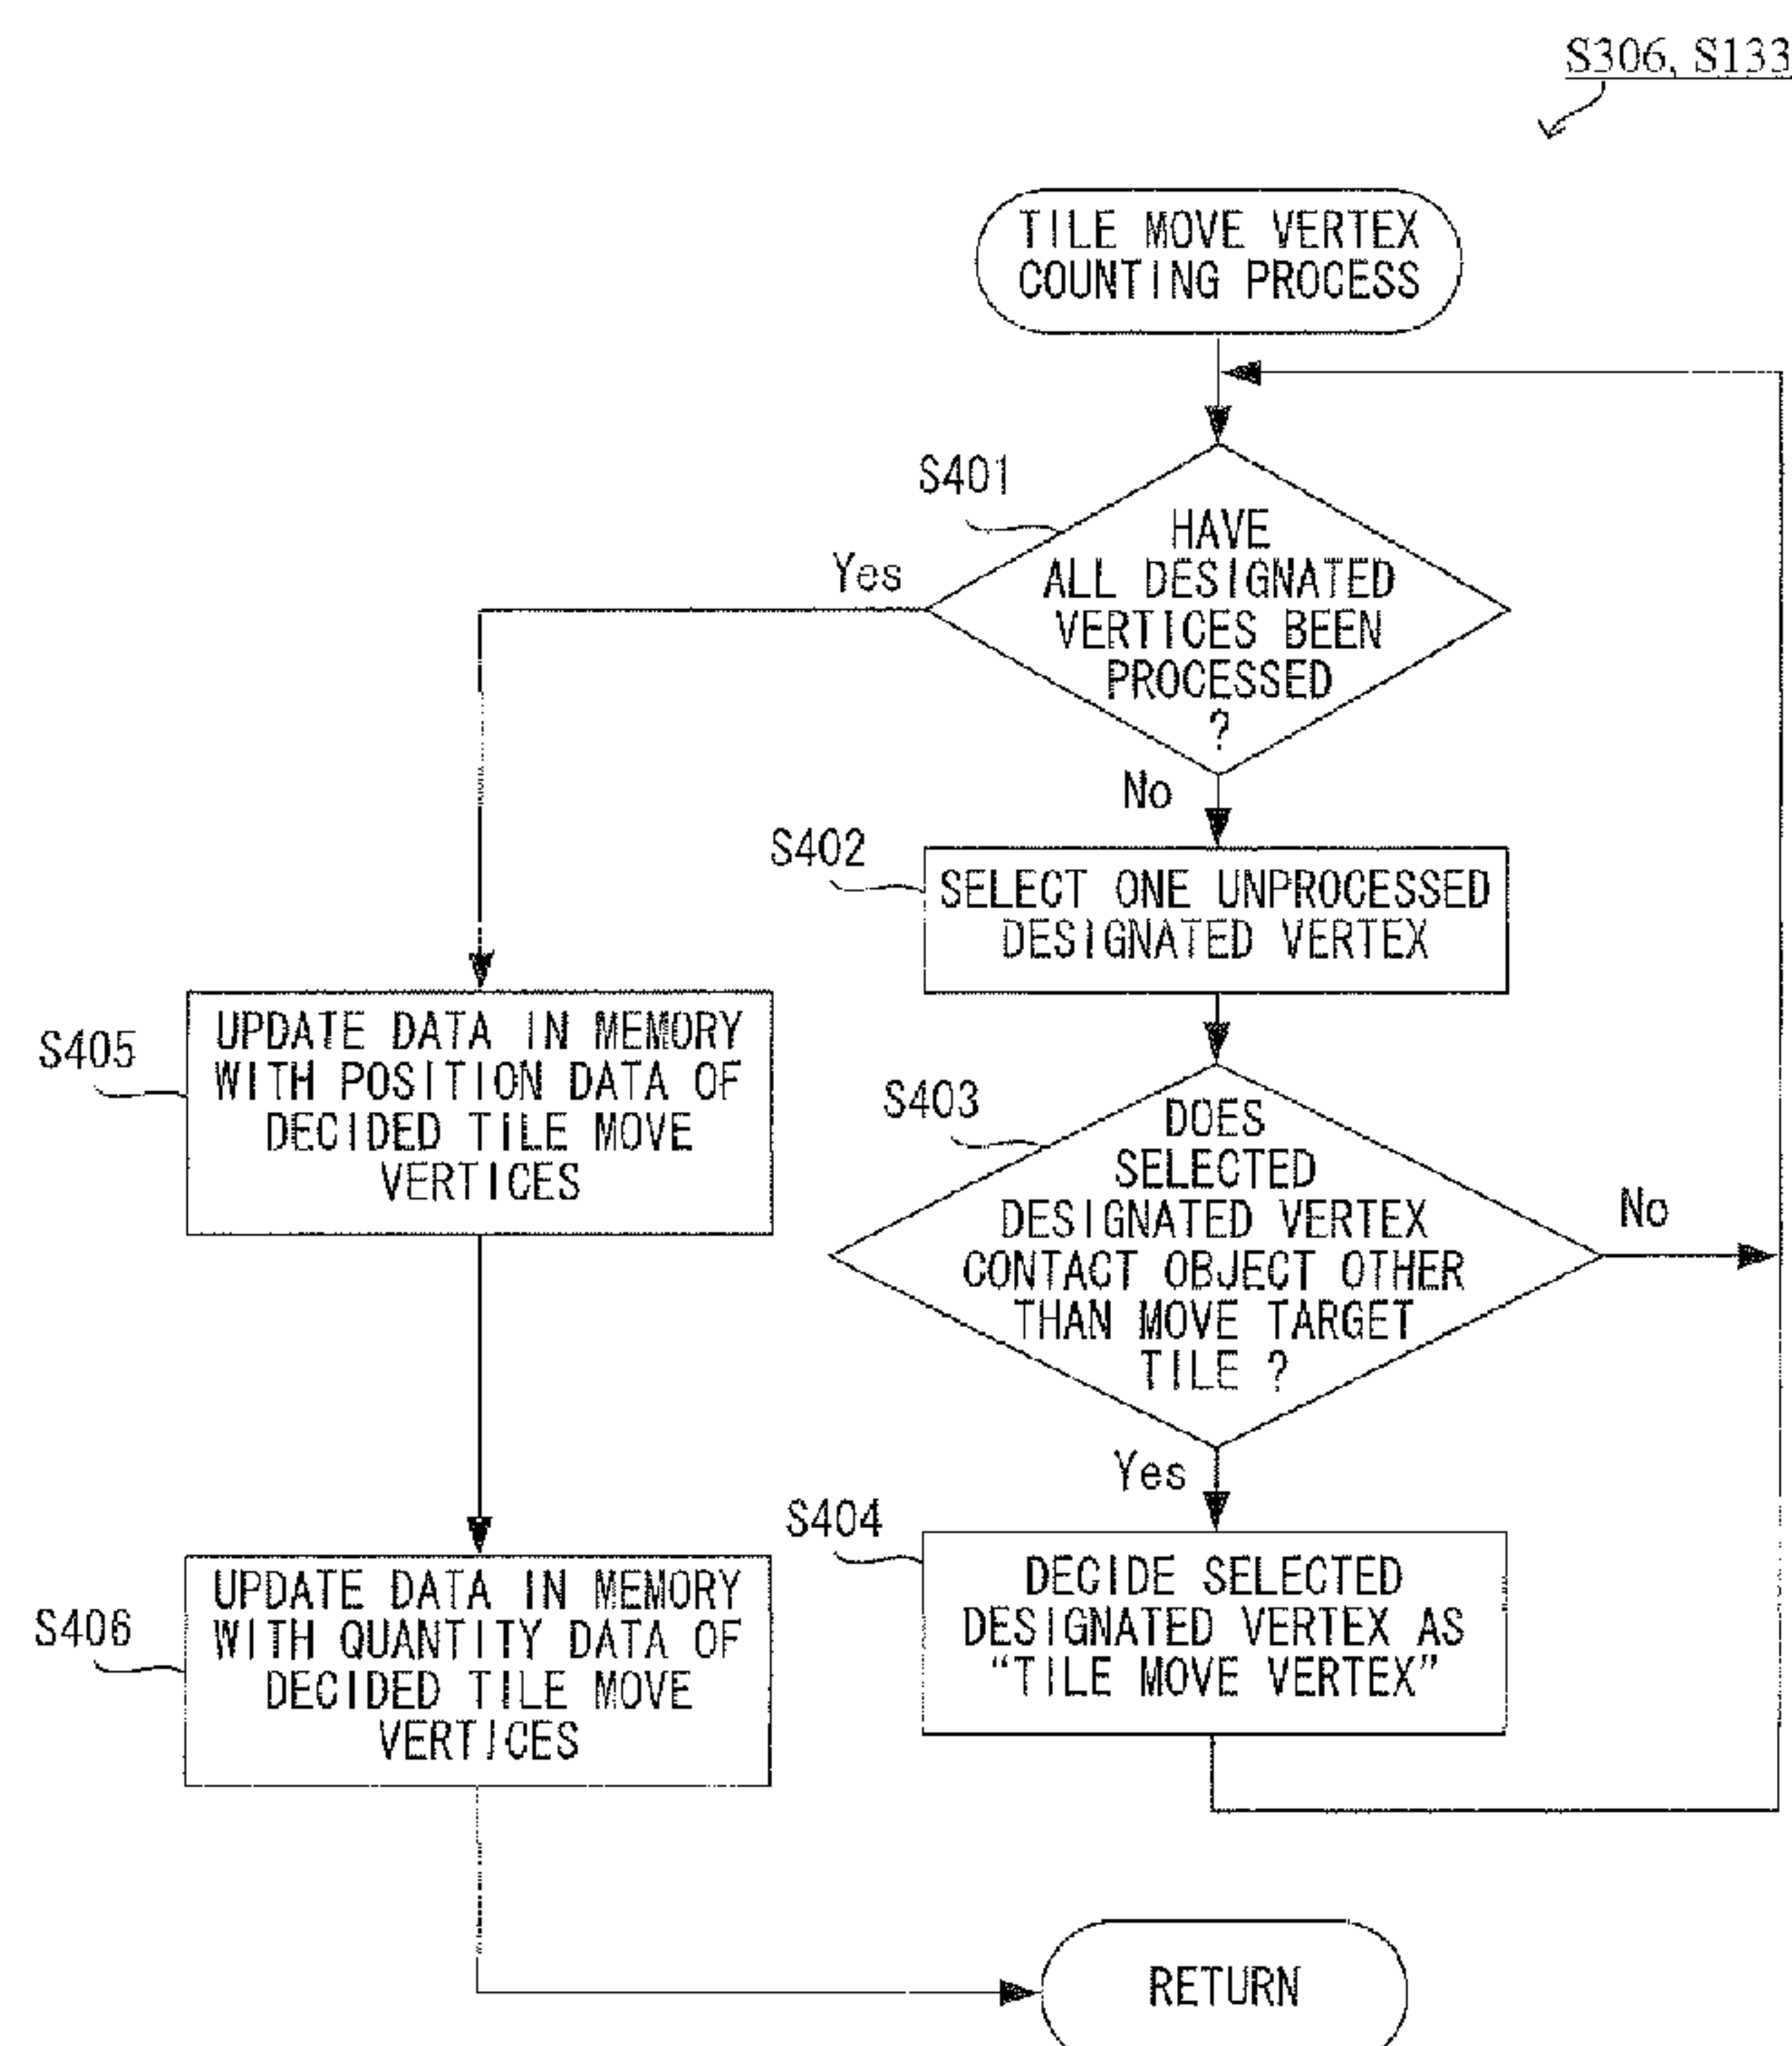 S306, S133
TILE MOVE VERTEX
COUNTING PROCESS
S401
HAVE
ALL DESIGNATED
VERTICES BEEN
PROCESSED
?
Yes
No
S402
SELECT ONE UNPROCESSED
DESIGNATED VERTEX
S403
DOES
SELECTED
DESIGNATED VERTEX
CONTACT OBJECT OTHER
THAN MOVE TARGET
TILE ?
No
Yes
S404
DECIDE SELECTED
DESIGNATED VERTEX AS
“TILE MOVE VERTEX”
S405
UPDATE DATA IN MEMORY
WITH POSITION DATA OF
DECIDED TILE MOVE
VERTICES
S406
UPDATE DATA IN MEMORY
WITH QUANTITY DATA OF
DECIDED TILE MOVE
VERTICES
RETURN